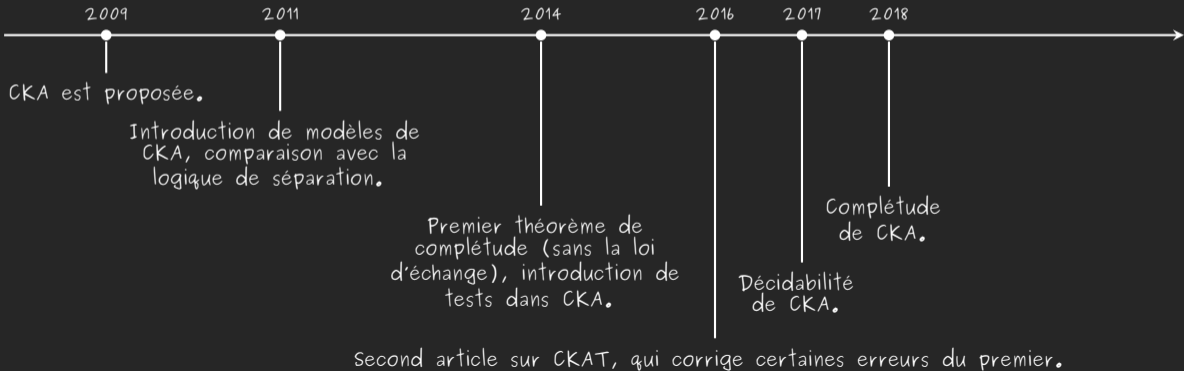 2009
2011
2014
2016
2017
2018
CKA est proposée.
Introduction de modèles de
CKA, comparaison avec la
logique de séparation.
Premier théorème de
complétude (sans la loi
d'échange), introduction de
tests dans CKA.
Second article sur CKAT, qui corrige certaines erreurs du premier.
Décidabilité
de CKA.
Complétude
de CKA.